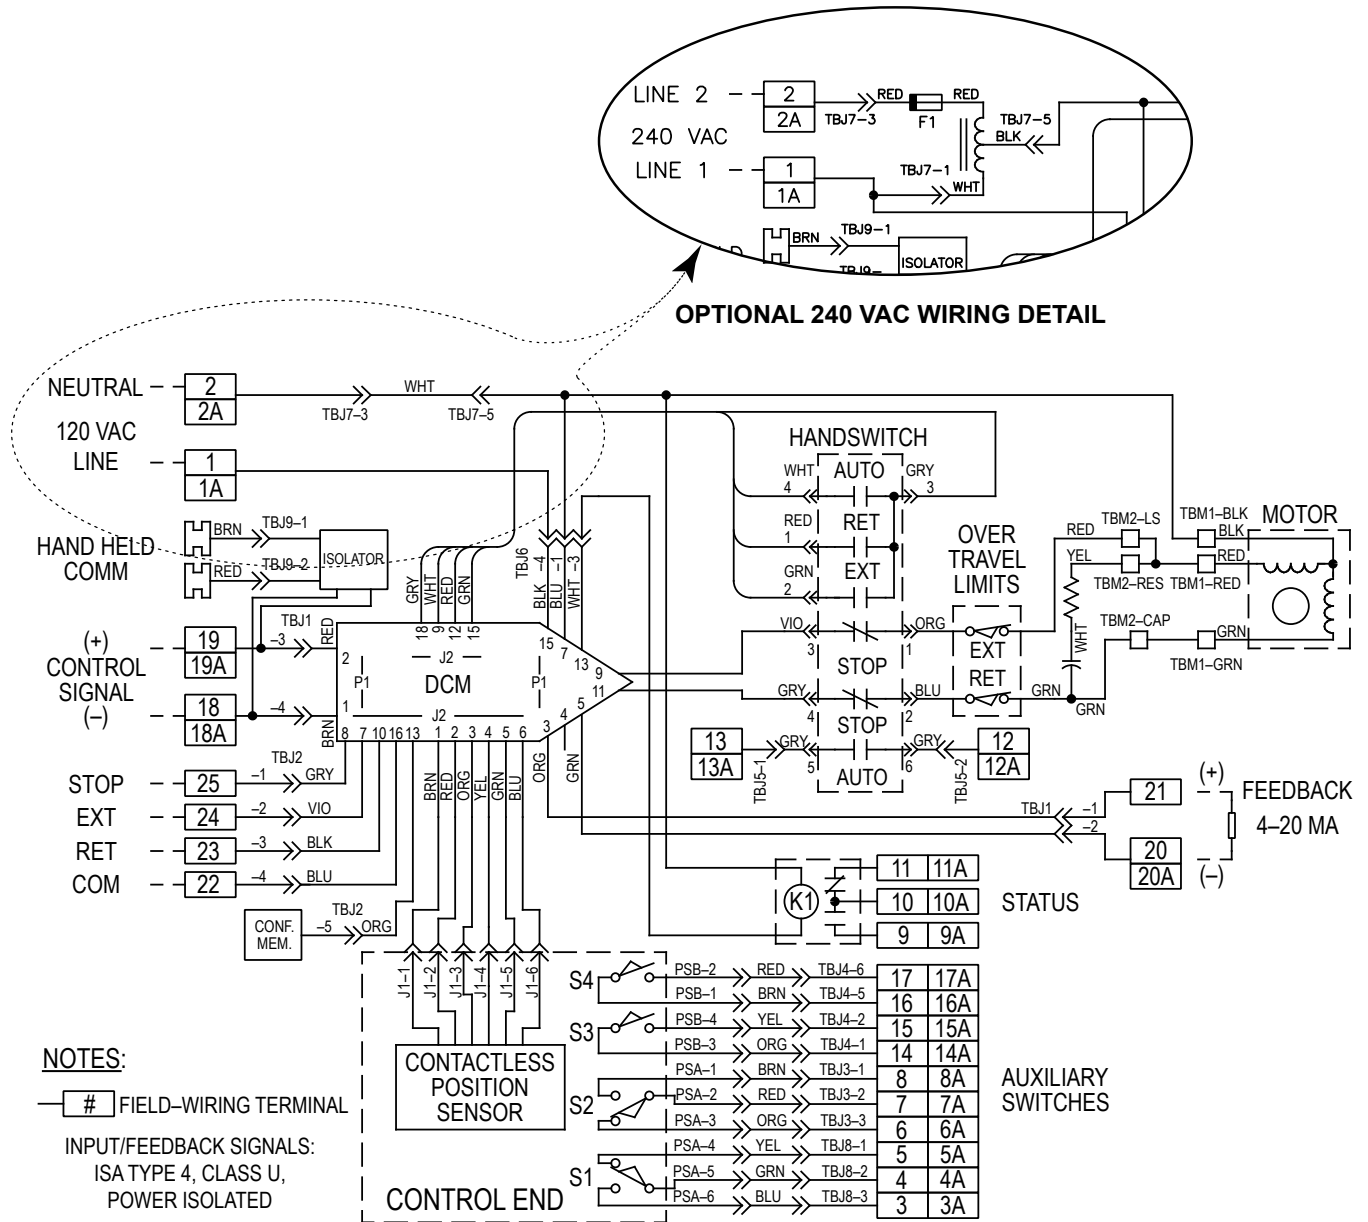 LINE 2
2
2A
TBJ7-3
RED
F1
RED
TBJ7-5
BLK
240 VAC
LINE 1
1
1A
TBJ7-1
WHT
BRN
TBJ9-1
ISOLATOR
OPTIONAL 240 VAC WIRING DETAIL
NEUTRAL
2
2A
TBJ7–3
WHT
TBJ7–5
120 VAC
LINE
1
1A
HAND HELD
COMM
BRN
TBJ9–1
RED
TBJ9–2
ISOLATOR
GRY
WHT
RED
GRN
TBJ6
BLK –4
BLU –1
WHT –3
HANDSWITCH
WHT
4
AUTO
GRY
3
RED
1
RET
GRN
2
EXT
VIO
3
STOP
ORG
1
GRY
4
STOP
BLU
2
13
13A
TBJ5–1
GRY
5
AUTO
GRY
6
TBJ5–2
12
12A
OVER
TRAVEL
LIMITS
EXT
RET
RED
YEL
WHT
GRN
GRN
TBM2–LS
TBM2–RES
TBM2–CAP
TBM1–BLK
BLK
TBM1–RED
RED
TBM1–GRN
GRN
MOTOR
(+)
CONTROL
SIGNAL
(–)
19
19A
18
18A
TBJ1
–3
RED
–4
BRN
18
9
12
15
J2
15
7
13
9
11
2
P1
1
DCM
P1
5
4
3
J2
8
7
10
16
13
1
2
3
4
5
6
BRN
RED
ORG
YEL
GRN
BLU
ORG
GRN
STOP
25
–1
TBJ2
GRY
EXT
24
–2
VIO
RET
23
–3
BLK
COM
22
–4
BLU
CONF.
MEM.
–5
TBJ2
ORG
TBJ1
–1
–2
21
20
20A
(+)
(–)
FEEDBACK
4–20 MA
K1
11 11A
10 10A
9 9A
STATUS
J1–1
J1–2
J1–3
J1–4
J1–5
J1–6
CONTACTLESS
POSITION
SENSOR
CONTROL END
S4
S3
S2
S1
PSB–2 RED TBJ4–6 17 17A
PSB–1 BRN TBJ4–5 16 16A
PSB–4 YEL TBJ4–2 15 15A
PSB–3 ORG TBJ4–1 14 14A
PSA–1 BRN TBJ3–1 8 8A
PSA–2 RED TBJ3–2 7 7A
PSA–3 ORG TBJ3–3 6 6A
PSA–4 YEL TBJ8–1 5 5A
PSA–5 GRN TBJ8–2 4 4A
PSA–6 BLU TBJ8–3 3 3A
AUXILIARY
SWITCHES
NOTES:
# FIELD–WIRING TERMINAL
INPUT/FEEDBACK SIGNALS:
ISA TYPE 4, CLASS U,
POWER ISOLATED